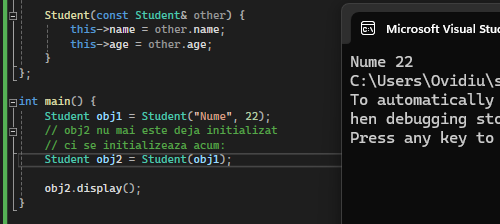 Student(const Student& other) {
this->name = other.name;
this->age = other.age;
}
};
int main() {
Student obj1 = Student("Nume", 22);
// obj2 nu mai este deja initializat
// ci se initializeaza acum:
Student obj2 = Student(obj1);
obj2.display();
}
Microsoft Visual Stu
Nume 22
C:\Users\Ovidiu\s
To automatically
hen debugging sto
Press any key to